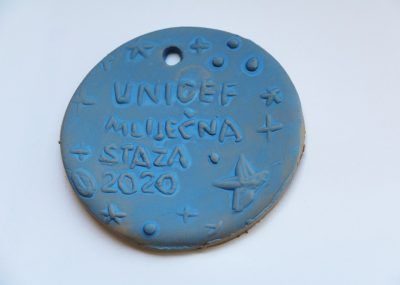 UNICEF
MLIJEČNA
STAZA
2020